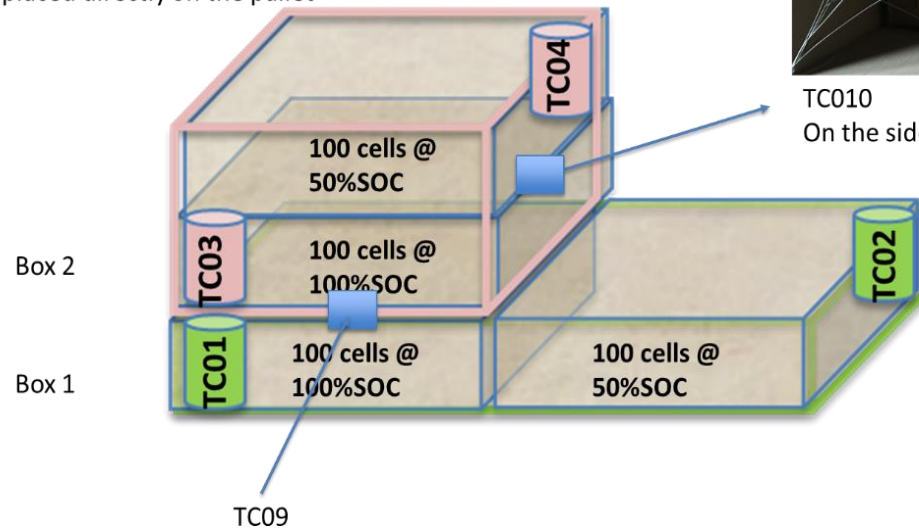 placed directly on the pallet
TC04
TC010
On the side
100 cells @
50%SOC
TC03
Box 2
100 cells @
100%SOC
TC02
TC01
Box 1
100 cells @
100%SOC
100 cells @
50%SOC
TC09